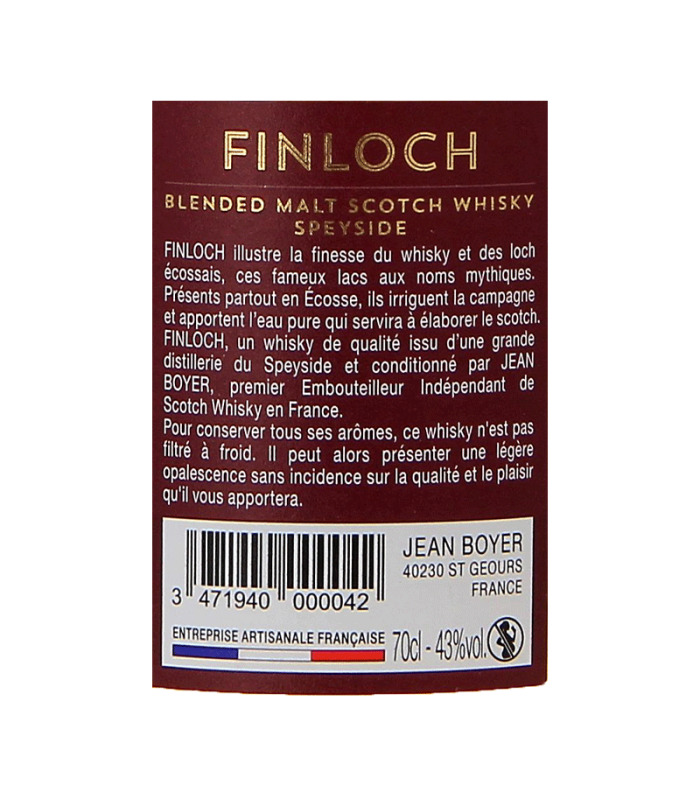 FINLOCH
BLENDED MALT SCOTCH WHISKY
SPEYSIDE
FINLOCH illustre la finesse du whisky et des loch
écossais, ces fameux lacs aux noms mythiques.
Présents partout en Écosse, ils irriguent la campagne
et apportent l'eau pure qui servira à élaborer le scotch.
FINLOCH, un whisky de qualité issu d'une grande
distillerie du Speyside et conditionné par JEAN
BOYER, premier Embouteilleur Indépendant de
Scotch Whisky en France.
Pour conserver tous ses arômes, ce whisky n'est pas
filtré à froid. Il peut alors présenter une légère
opalescence sans incidence sur la qualité et le plaisir
qu'il vous apportera.
3 471940 000042
ENTREPRISE ARTISANALE FRANÇAISE
JEAN BOYER
40230 ST GEOURS
FRANCE
70cl - 43%vol.